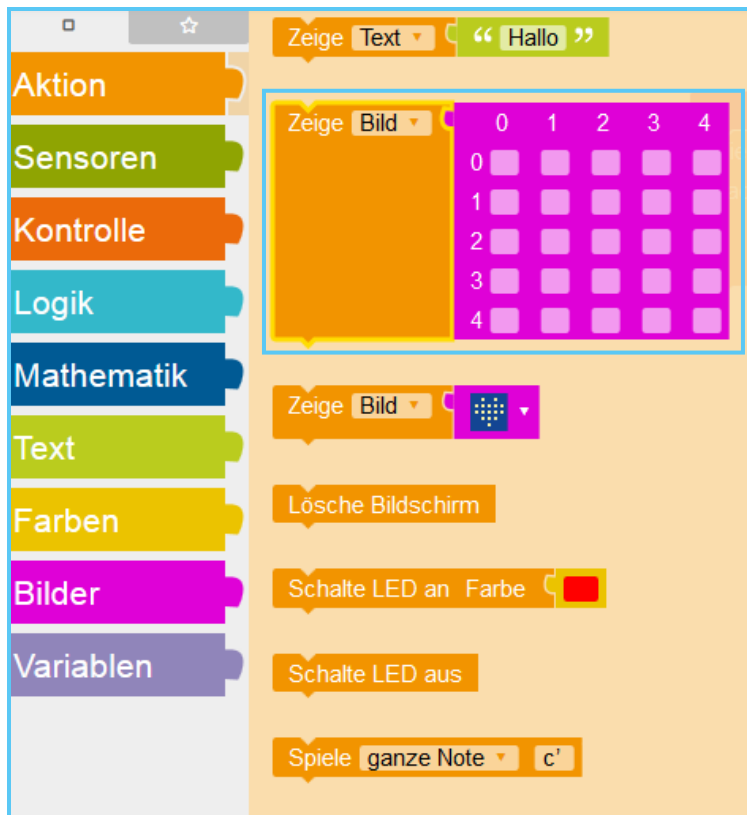 Aktion
Sensoren
Kontrolle
Logik
Mathematik
Text
Farben
Bilder
Variablen
Zeige Text “ Hallo ”
Zeige Bild 0 1 2 3 4
0
1
2
3
4
Zeige Bild
Lösche Bildschirm
Schalte LED an Farbe
Schalte LED aus
Spiele ganze Note c’